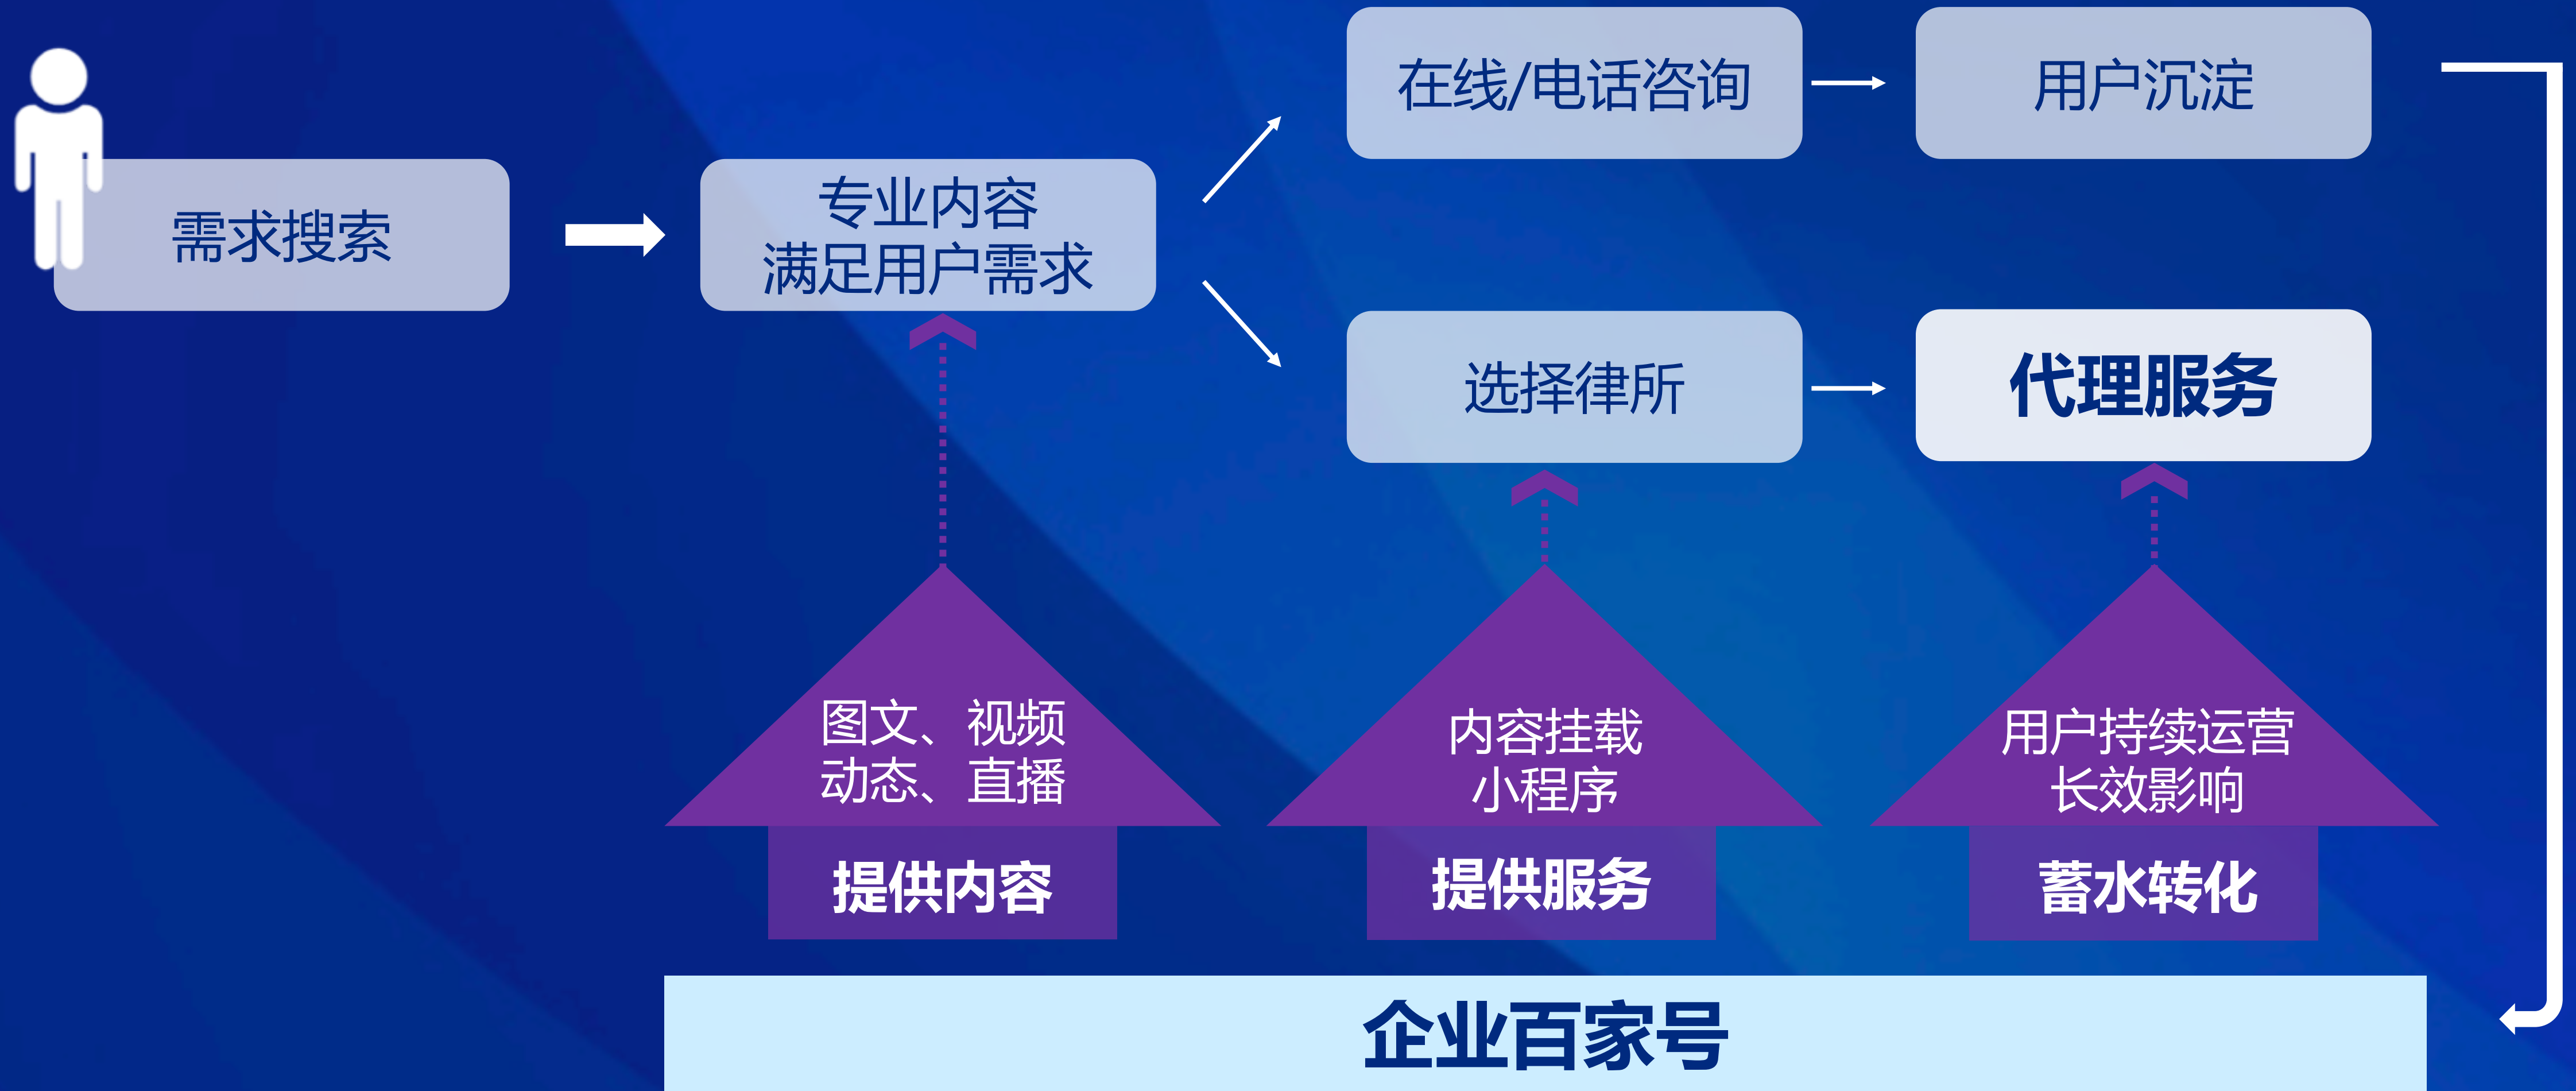 在线/电话咨询
用户沉淀
需求搜索
专业内容
满足用户需求
选择律所
代理服务
图文、视频
动态、直播
提供内容
内容挂载
小程序
提供服务
用户持续运营
长效影响
蓄水转化
企业百家号